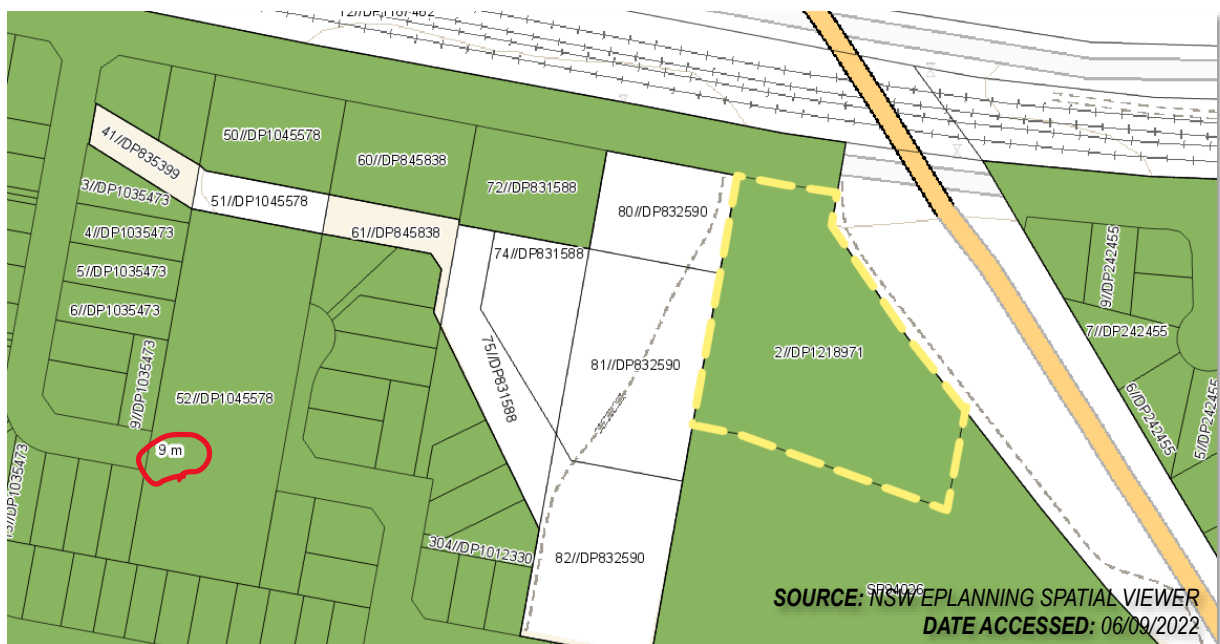 50//DP1045578
41//DP835399
60//DP845838
72//DP831588
3//DP1035473
51//DP1045578
80//DP832590
4//DP1035473
61//DP845838
74//DP831588
9//DP242455
5//DP1035473
6//DP1035473
7//DP242455
2//DP1218971
75//DP831588
81//DP832590
9//DP1035473
52//DP1045578
6//DP242455
5//DP242455
9 m
304//DP1012330
82//DP832590
SOURCE: NSW EPLANNING SPATIAL VIEWER
DATE ACCESSED: 06/09/2022